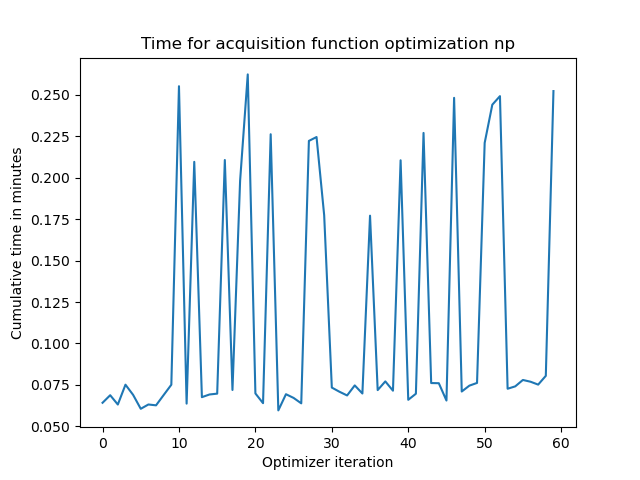 Time for acquisition function optimization np
Cumulative time in minutes
0.250
0.225
0.200
0.175
0.150
0.125
0.100
0.075
0.050
0 10 20 30 40 50 60
Optimizer iteration